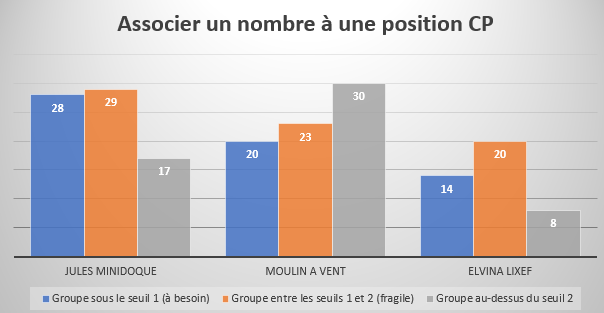 Associer un nombre à une position CP
28 29 17 20 23 30 14 20 8
JULES MINIDOQUE MOULIN A VENT ELVINA LIXEF
Groupe sous le seuil 1 (à besoin) Groupe entre les seuils 1 et 2 (fragile) Groupe au-dessus du seuil 2